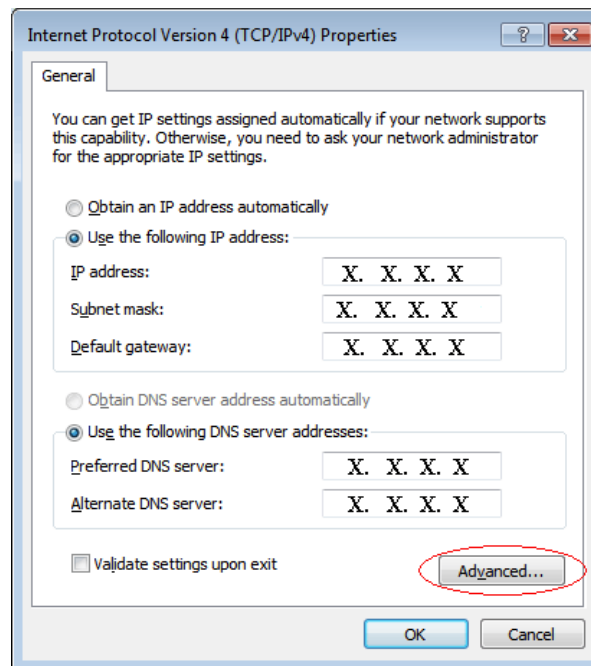 Internet Protocol Version 4 (TCP/IPv4) Properties
General
You can get IP settings assigned automatically if your network supports
this capability. Otherwise, you need to ask your network administrator
for the appropriate IP settings.
Obtain an IP address automatically
Use the following IP address:
IP address: X. X. X. X
Subnet mask: X. X. X. X
Default gateway: X. X. X. X
Obtain DNS server address automatically
Use the following DNS server addresses:
Preferred DNS server: X. X. X. X
Alternate DNS server: X. X. X. X
Validate settings upon exit
Advanced...
OK Cancel